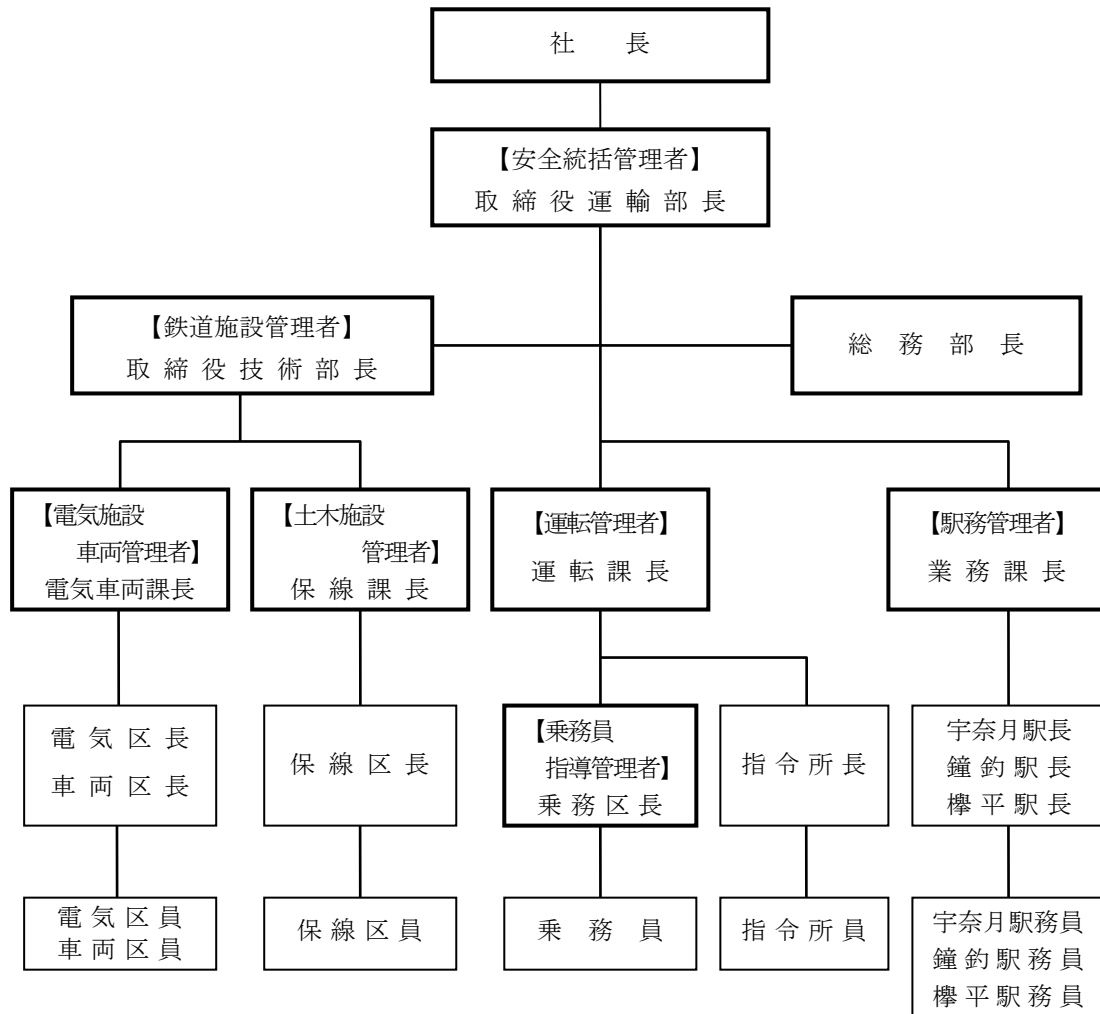 社長
【安全統括管理者】
取締役運輸部長
【鉄道施設管理者】
取締役技術部長
総務部長
【電気施設
車両管理者】
電気車両課長
【土木施設
管理者】
保線課長
【運転管理者】
運転課長
【駅務管理者】
業務課長
電気区長
車両区長
保線区長
【乗務員
指導管理者】
乗務区長
指令所長
宇奈月駅長
鐘釣駅長
欅平駅長
電気区員
車両区員
保線区員
乗務員
指令所員
宇奈月駅務員
鐘釣駅務員
欅平駅務員